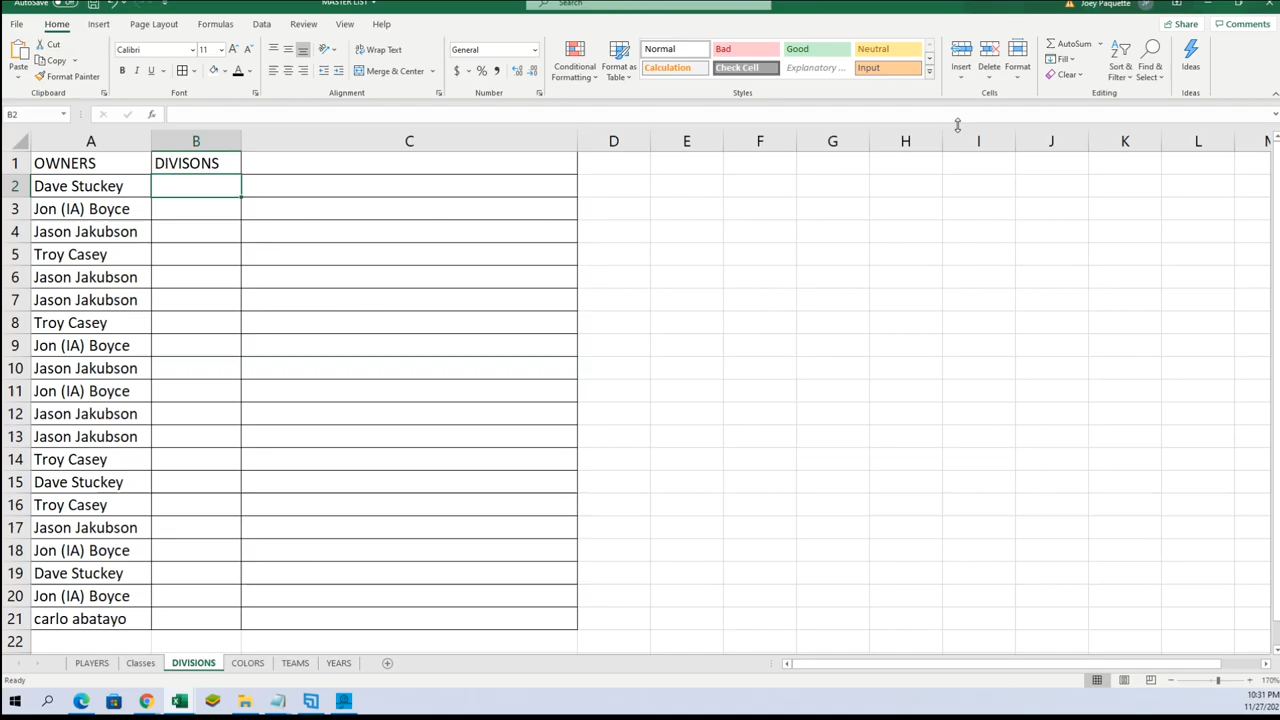 AutoSave
MASTER LIST
Search
Joey Paquette
JP
File Home Insert Page Layout Formulas Data Review View Help
Share Comments
Paste
Cut
Copy
Format Painter
Clipboard
Calibri 11
B I U
Font
Wrap Text
Merge & Center
Alignment
General
$ % ,
Number
Conditional Formatting
Format as Table
Normal Bad Good Neutral
Calculation Check Cell Explanatory ... Input
Styles
Insert Delete Format
Cells
AutoSum
Fill
Clear
Sort & Filter
Find & Select
Editing
Ideas
Ideas
B2 fx
A B C D E F G H I J K L
1 OWNERS DIVISONS
2 Dave Stuckey
3 Jon (IA) Boyce
4 Jason Jakubson
5 Troy Casey
6 Jason Jakubson
7 Jason Jakubson
8 Troy Casey
9 Jon (IA) Boyce
10 Jason Jakubson
11 Jon (IA) Boyce
12 Jason Jakubson
13 Jason Jakubson
14 Troy Casey
15 Dave Stuckey
16 Troy Casey
17 Jason Jakubson
18 Jon (IA) Boyce
19 Dave Stuckey
20 Jon (IA) Boyce
21 carlo abatayo
22
PLAYERS Classes DIVISIONS COLORS TEAMS YEARS
Ready
170%
10:31 PM
11/27/202